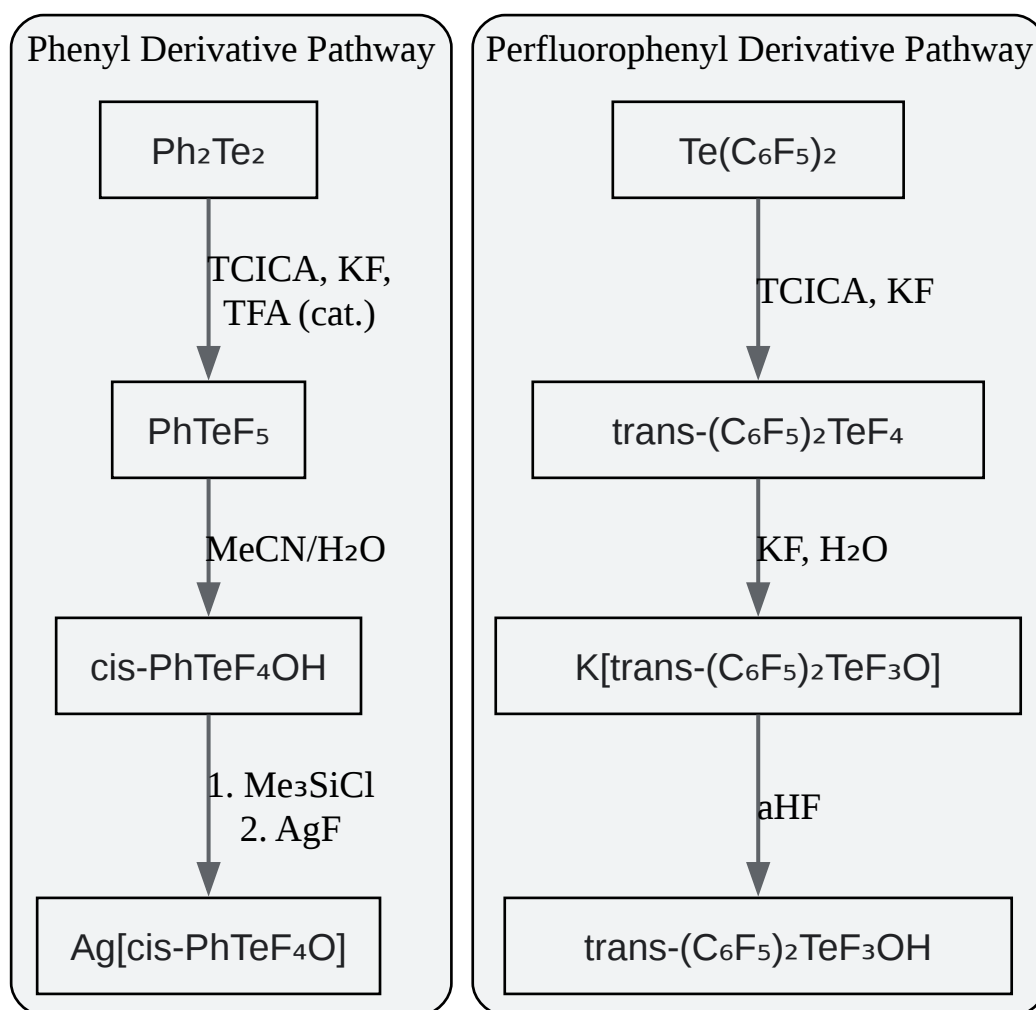 Phenyl Derivative Pathway
Ph₂Te₂
TCICA, KF,
TFA (cat.)
PhTeF₅
MeCN/H₂O
cis-PhTeF₄OH
1. Me₃SiCl
2. AgF
Ag[cis-PhTeF₄O]
Perfluorophenyl Derivative Pathway
Te(C₆F₅)₂
TCICA, KF
trans-(C₆F₅)₂TeF₄
KF, H₂O
K[trans-(C₆F₅)₂TeF₃O]
aHF
trans-(C₆F₅)₂TeF₃OH